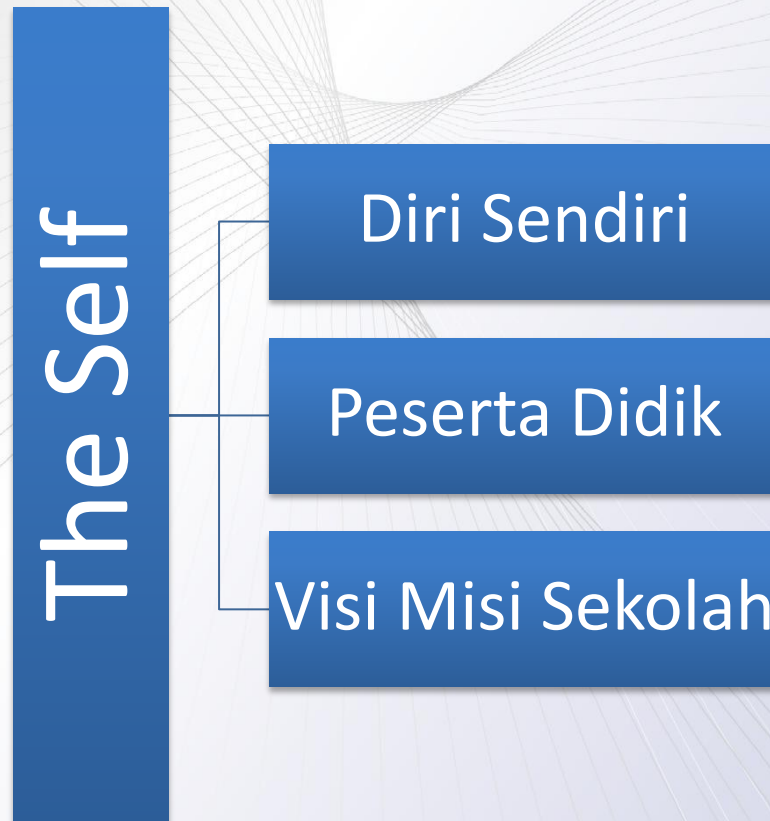 The Self
Diri Sendiri
Peserta Didik
Visi Misi Sekolah